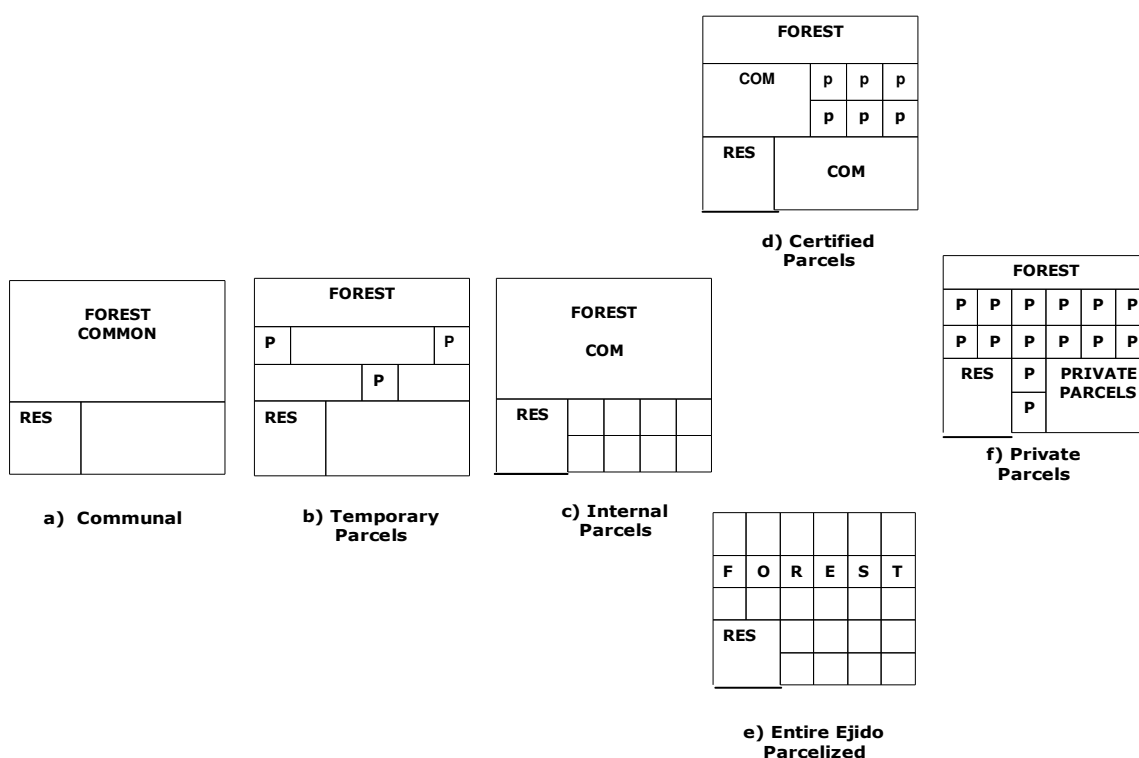 FOREST
COM p p p
p p p
RES
COM
d) Certified
Parcels
FOREST
COMMON
RES
a) Communal
FOREST
P P
P
RES
b) Temporary
Parcels
FOREST
COM
RES
c) Internal
Parcels
FOREST
P P P P P P
P P P P P P
RES P PRIVATE
PARCELS
P
f) Private
Parcels
F O R E S T
RES
e) Entire Ejido
Parcelized